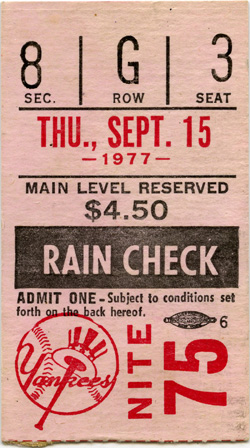 8 G 3
SEC. ROW SEAT
THU., SEPT. 15
—1977—
MAIN LEVEL RESERVED
$4.50
RAIN CHECK
ADMIT ONE - Subject to conditions set
forth on the back hereof.
6
Yankees
NITE
75